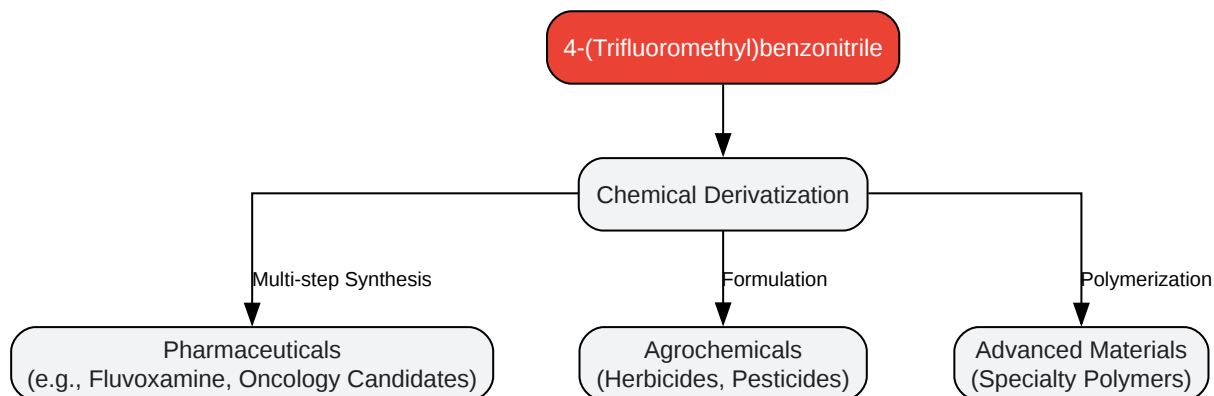 4-(Trifluoromethyl)benzonitrile
Chemical Derivatization
Multi-step Synthesis
Formulation
Polymerization
Pharmaceuticals
(e.g., Fluvoxamine, Oncology Candidates)
Agrochemicals
(Herbicides, Pesticides)
Advanced Materials
(Specialty Polymers)